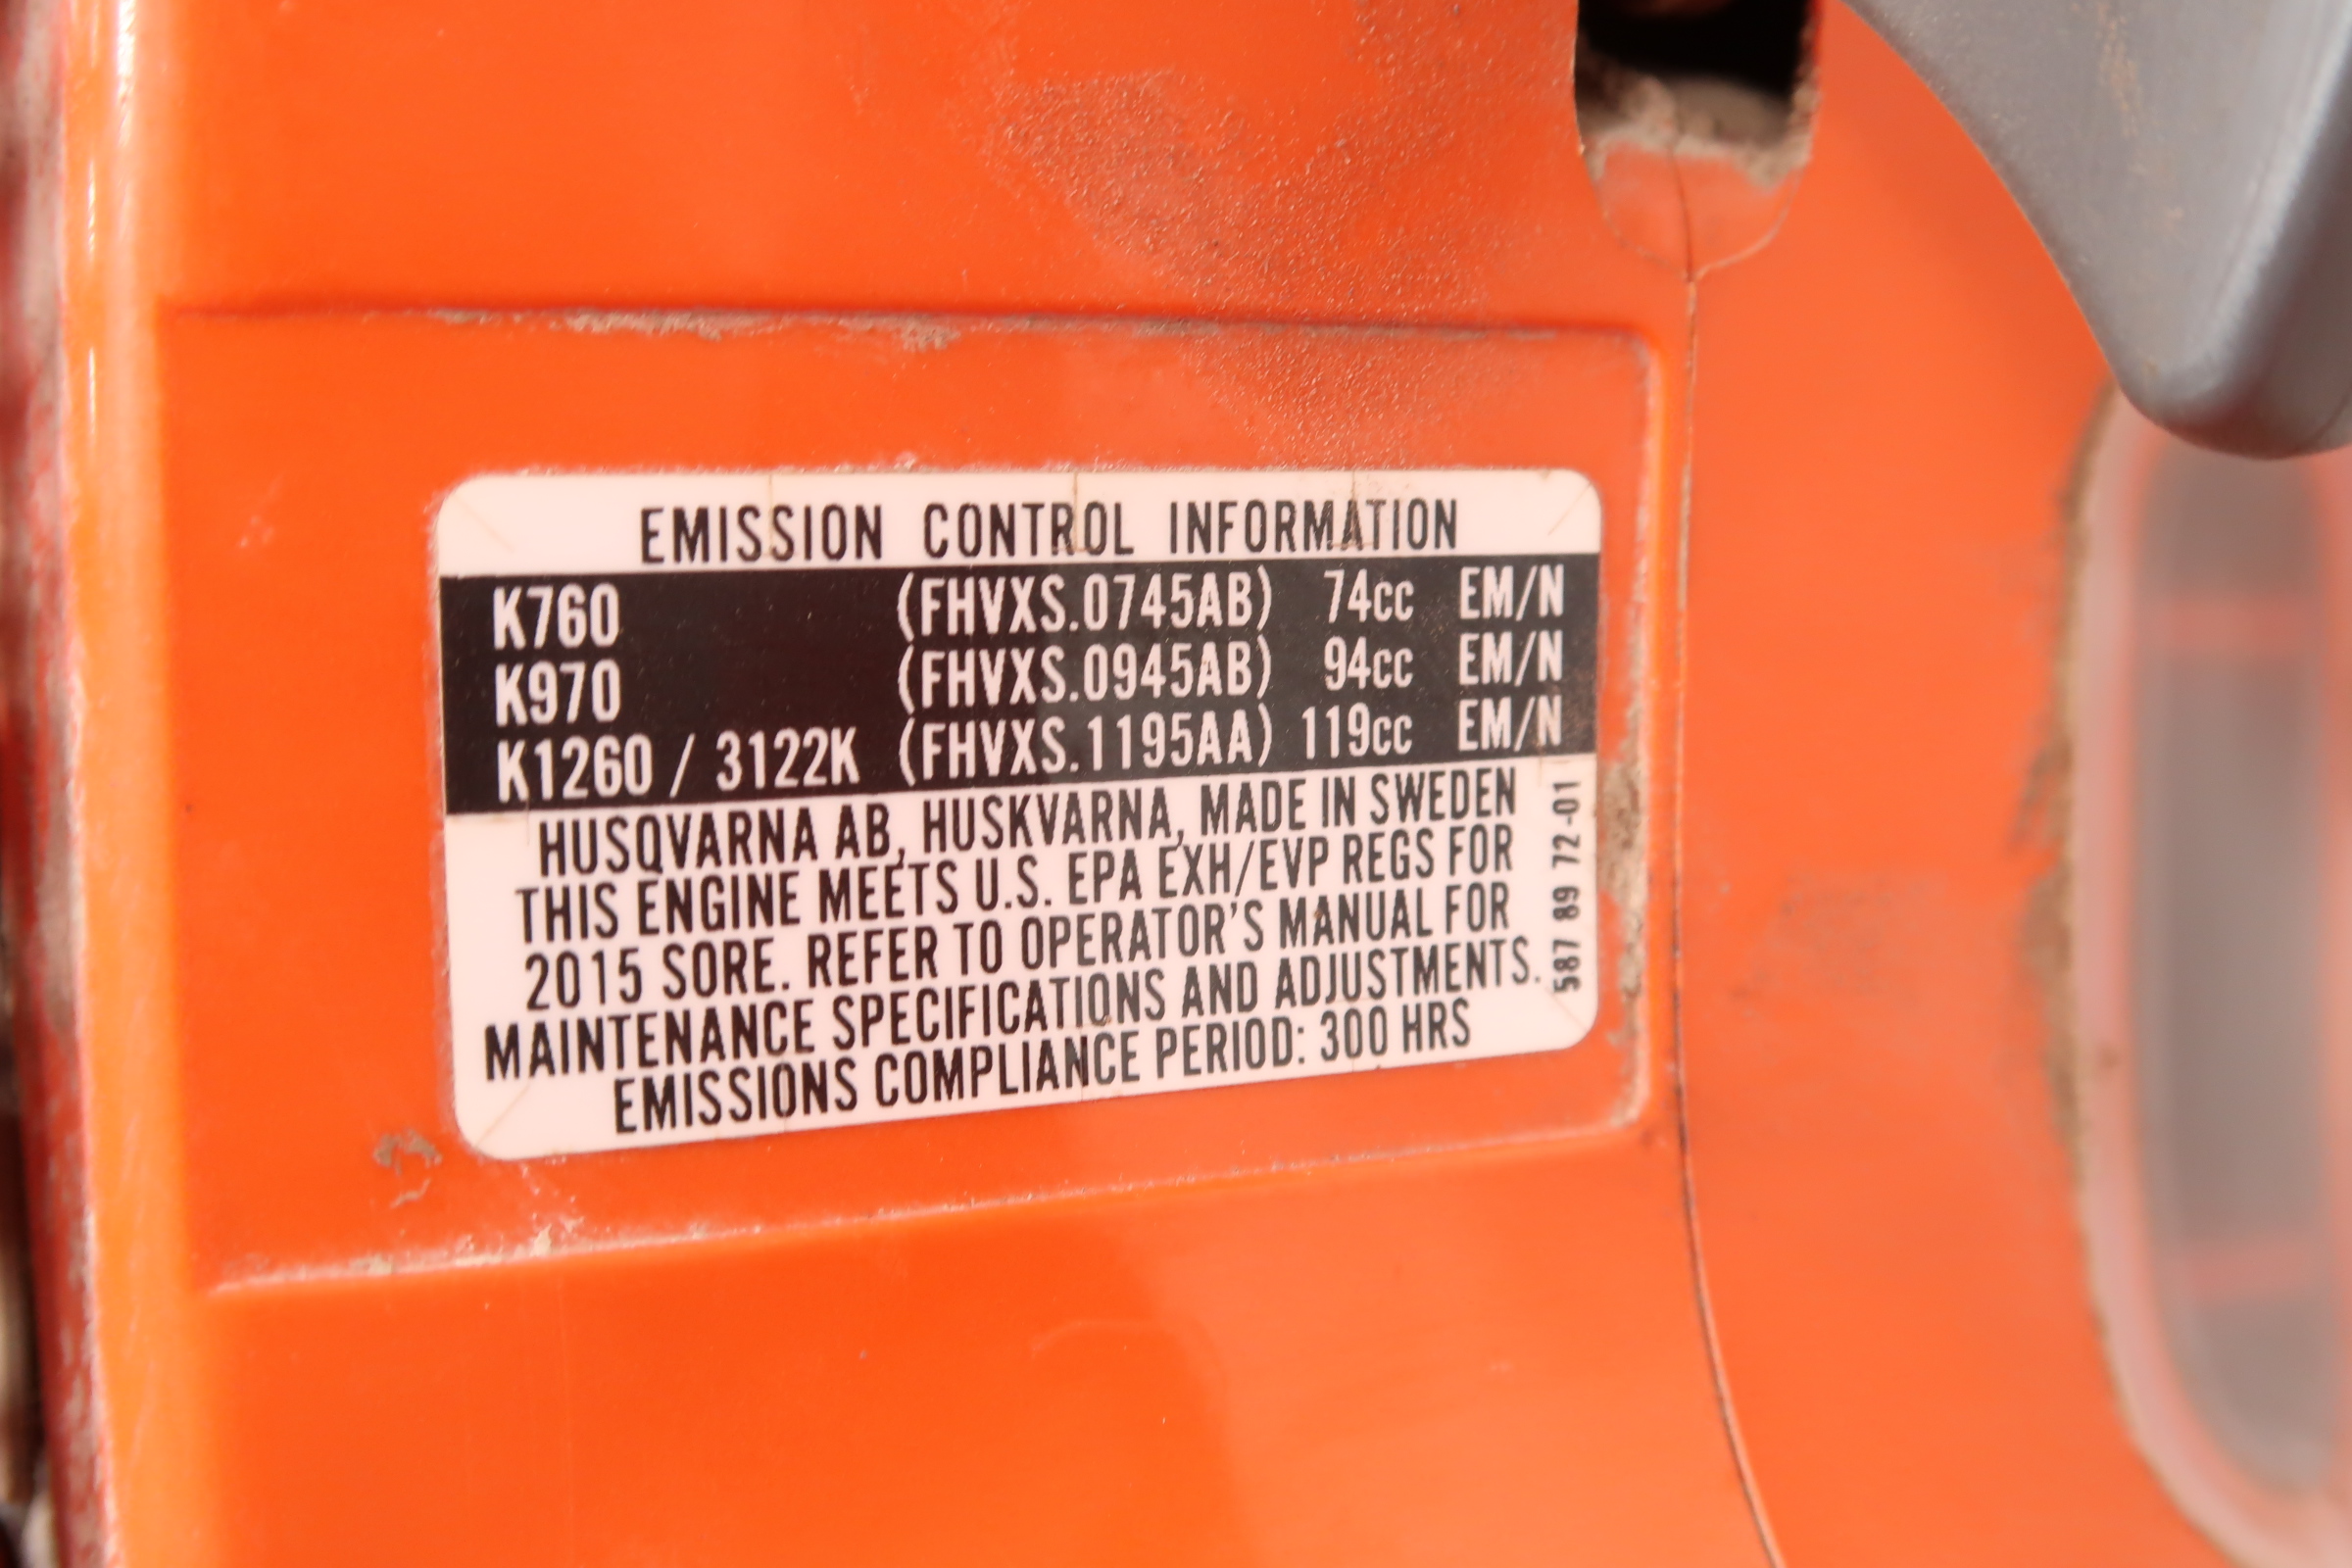 EMISSION CONTROL INFORMATION
K760 (FHVXS.0745AB) 74cc EM/N
K970 (FHVXS.0945AB) 94cc EM/N
K1260 / 3122K (FHVXS.1195AA) 119cc EM/N
HUSQVARNA AB, HUSKVARNA, MADE IN SWEDEN
THIS ENGINE MEETS U.S. EPA EXH/EVP REGS FOR
2015 SORE. REFER TO OPERATOR'S MANUAL FOR
MAINTENANCE SPECIFICATIONS AND ADJUSTMENTS.
EMISSIONS COMPLIANCE PERIOD: 300 HRS
587 89 72-01